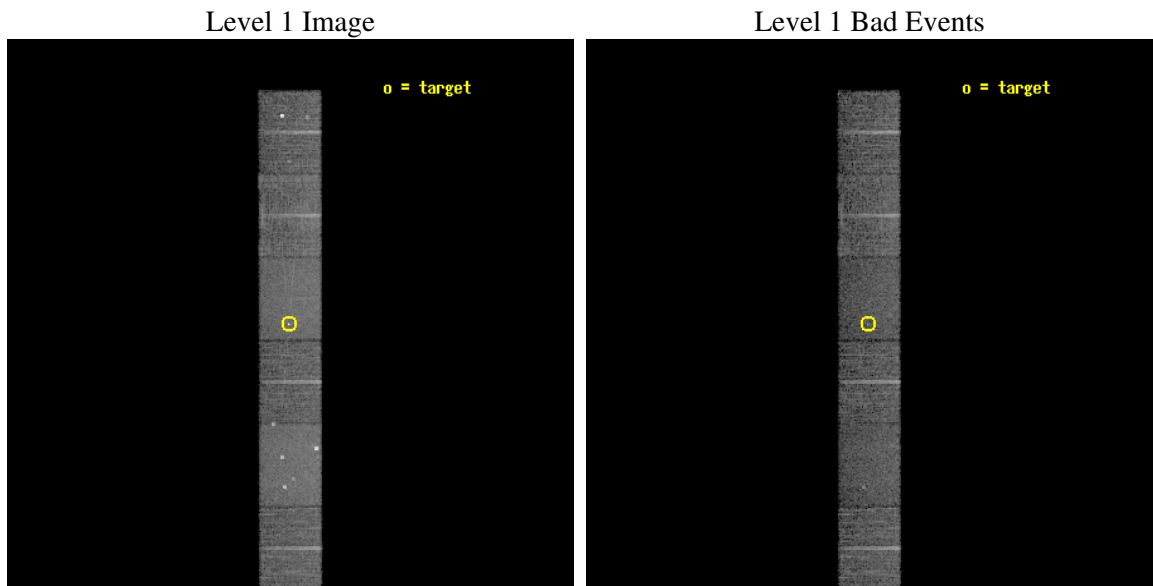 Level 1 Image
Level 1 Bad Events
o = target
o = target